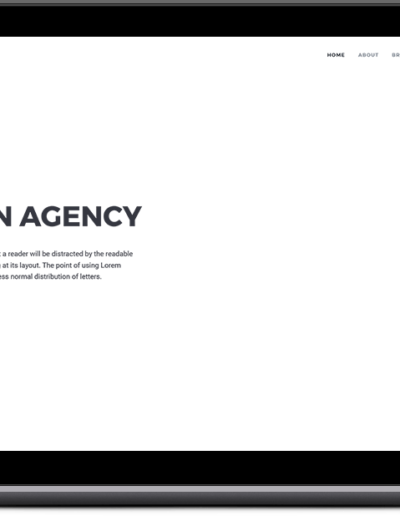 HOME ABOUT
N AGENCY
a reader will be distracted by the readable
at its layout. The point of using Lorem
ess normal distribution of letters.